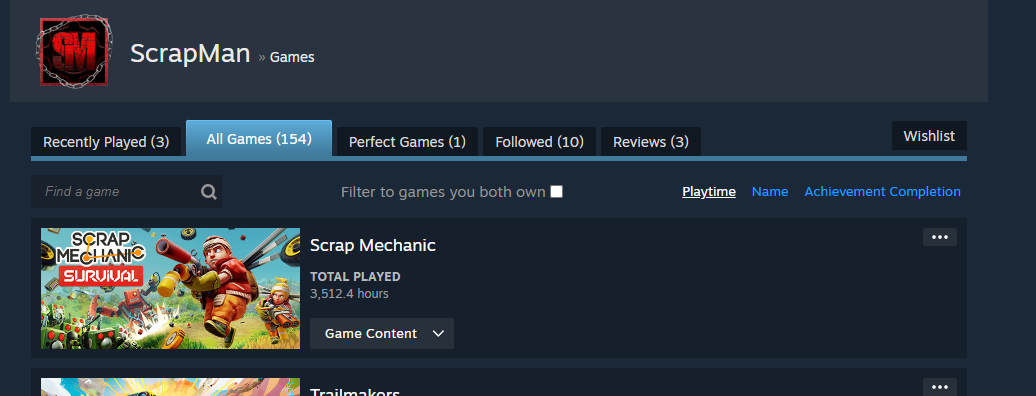 SM
ScrapMan » Games
Recently Played (3) All Games (154) Perfect Games (1) Followed (10) Reviews (3) Wishlist
Find a game Filter to games you both own Playtime Name Achievement Completion
SCRAP
MECHANIC
SURVIVAL
Scrap Mechanic
TOTAL PLAYED
3,512.4 hours
Game Content
Trailmakers